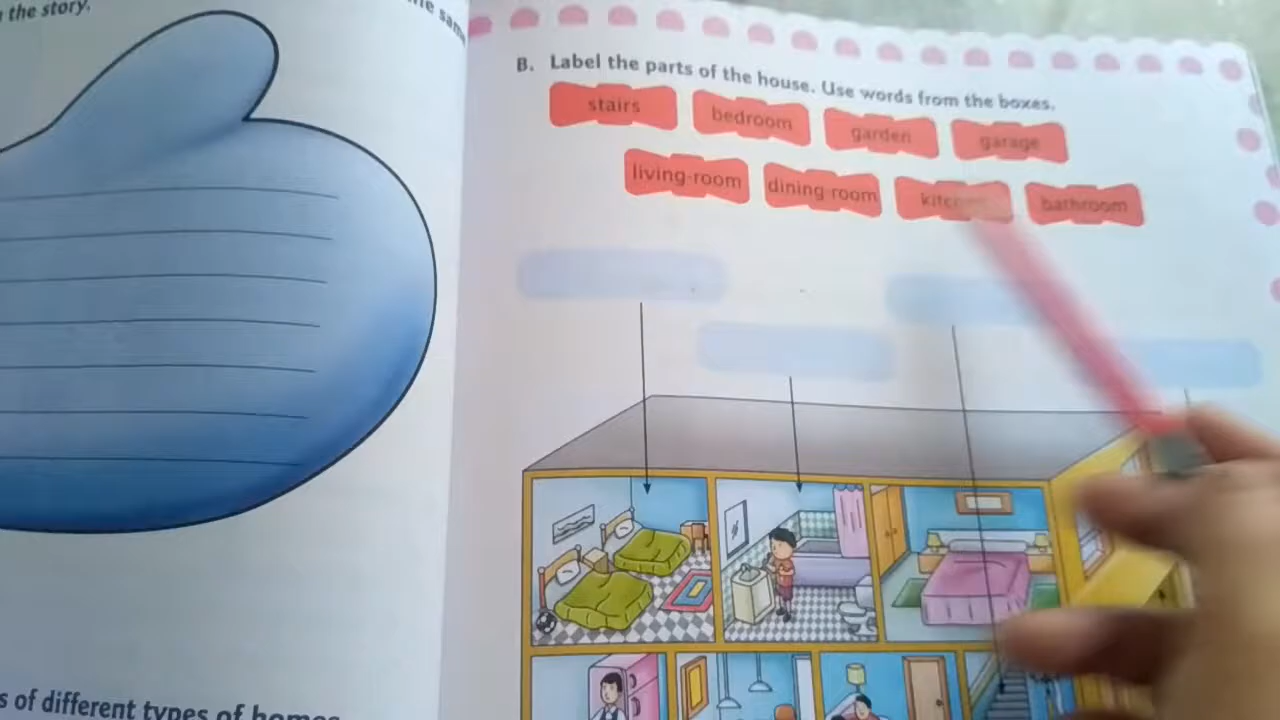 the story.
B. Label the parts of the house. Use words from the boxes.
stairs bedroom garden garage
living-room dining room kitchen bathroom
s of different types of homes